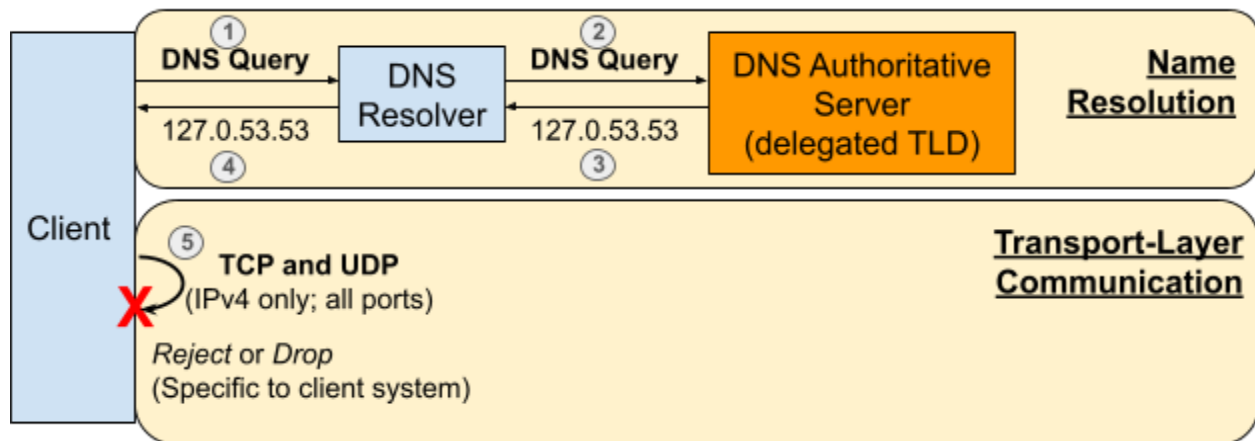 1
DNS Query
127.0.53.53
4
DNS
Resolver
2
DNS Query
127.0.53.53
3
DNS Authoritative
Server
(delegated TLD)
Name
Resolution
Client
5
TCP and UDP
(IPv4 only; all ports)
X
Reject or Drop
(Specific to client system)
Transport-Layer
Communication